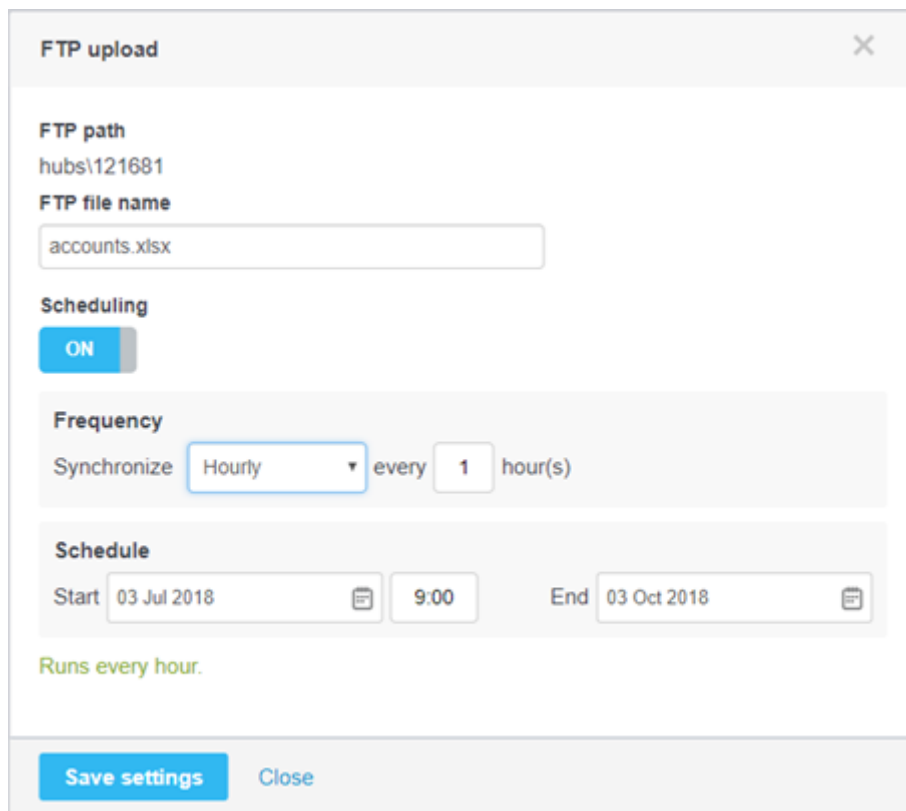 FTP upload
FTP path
hubs\121681
FTP file name
accounts.xlsx
Scheduling
ON
Frequency
Synchronize Hourly every 1 hour(s)
Schedule
Start 03 Jul 2018 9:00 End 03 Oct 2018
Runs every hour.
Save settings Close